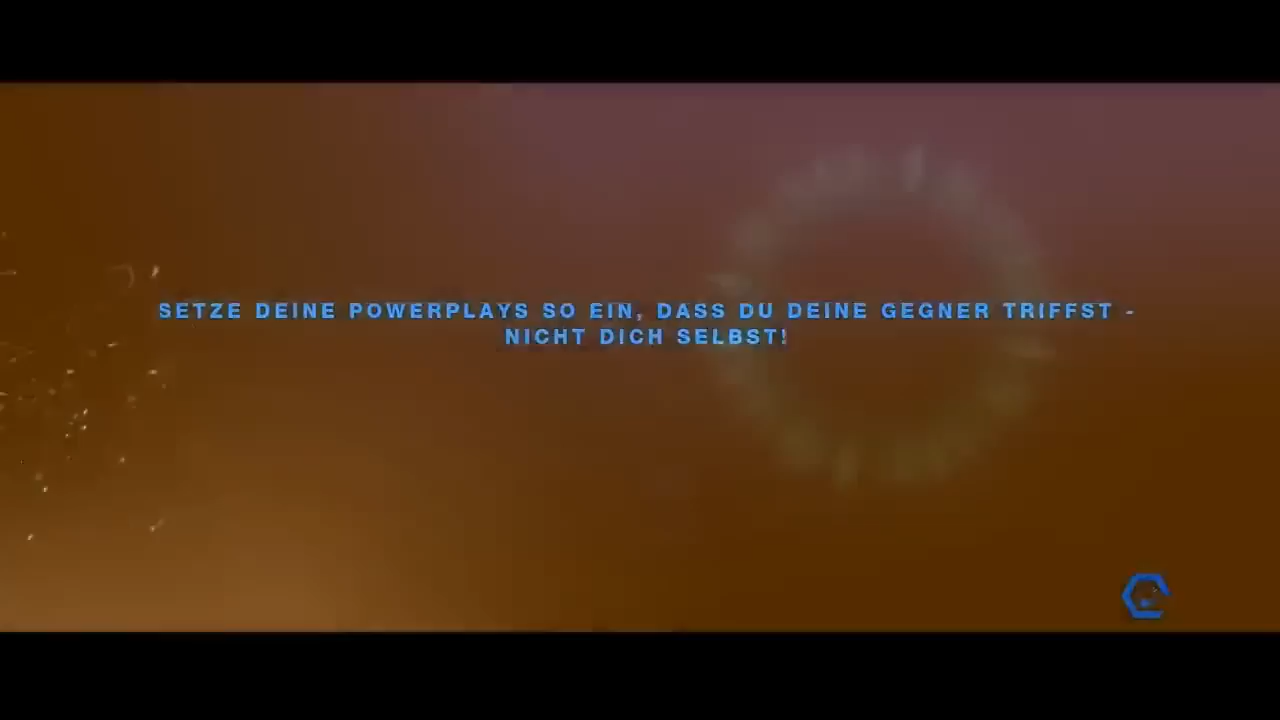 SETZE DEINE POWERPLAYS SO EIN, DASS DU DEINE GEGNER TRIFFST -
NICHT DICH SELBST!